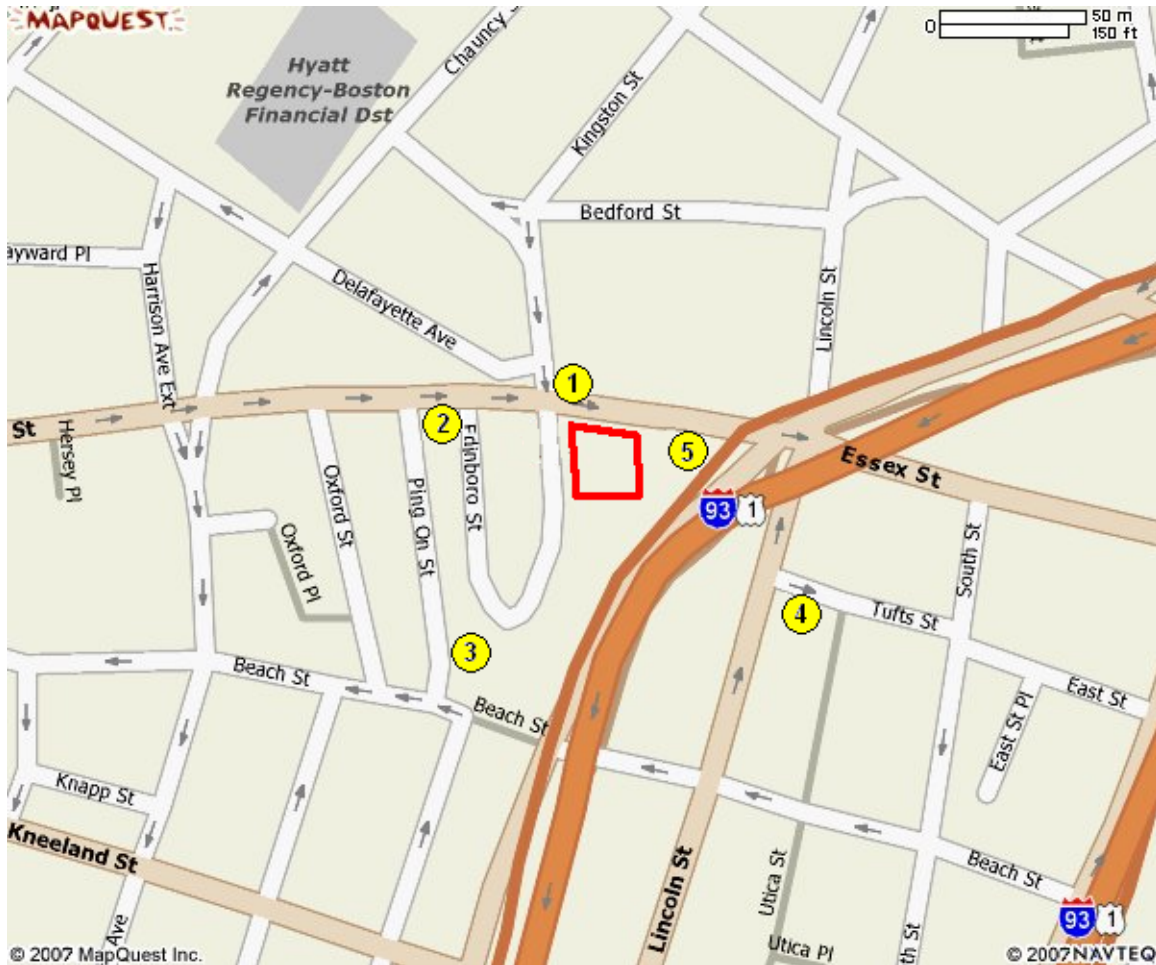 MAPQUEST
50 m
0
150 ft
Chauncy S
Hyatt
Regency-Boston
Financial Dst
Kingston St
Bedford St
ayward Pl
Harrison Ave Ext
Delafayette Ave
Lincoln St
1
St
Hersey Pl
2
5
Essex St
Edinboro St
Oxford St
Ping On St
93
1
Oxford Pl
South St
4
Tufts St
3
Beach St
East St
Beach St
East St Pl
Knapp St
Kneeland St
Utica St
Beach St
Lincoln St
Ave
th St
93
1
Utica Pl
© 2007 MapQuest Inc.
© 2007 NAVTEQ